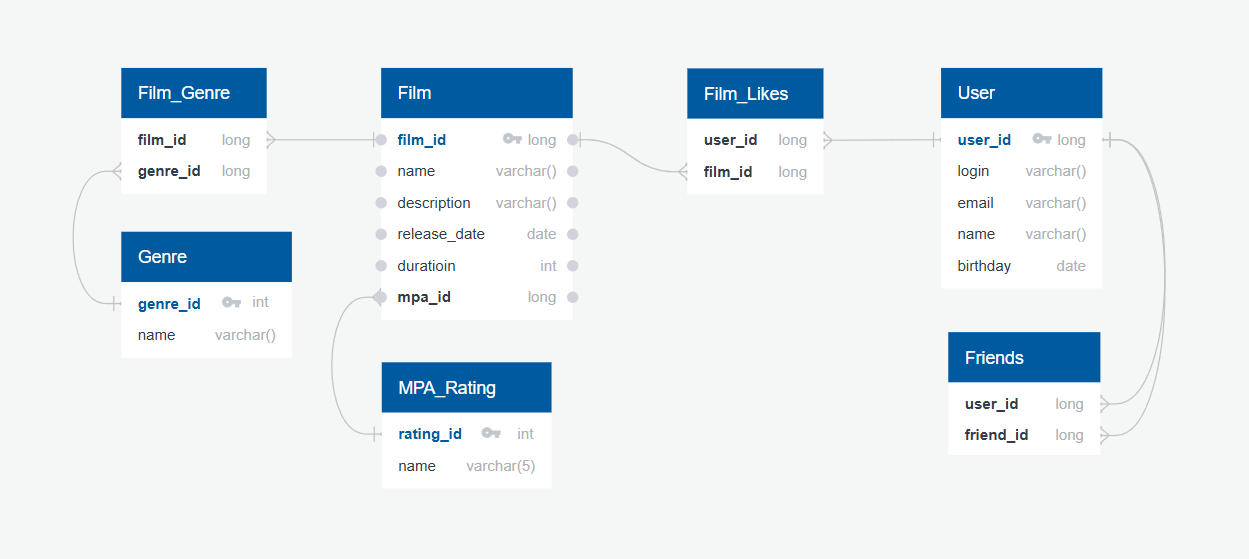 Film_Genre
film_id long
genre_id long
Genre
genre_id int
name varchar()
Film
film_id long
name varchar()
description varchar()
release_date date
duratioin int
mpa_id long
MPA_Rating
rating_id int
name varchar(5)
Film_Likes
user_id long
film_id long
User
user_id long
login varchar()
email varchar()
name varchar()
birthday date
Friends
user_id long
friend_id long